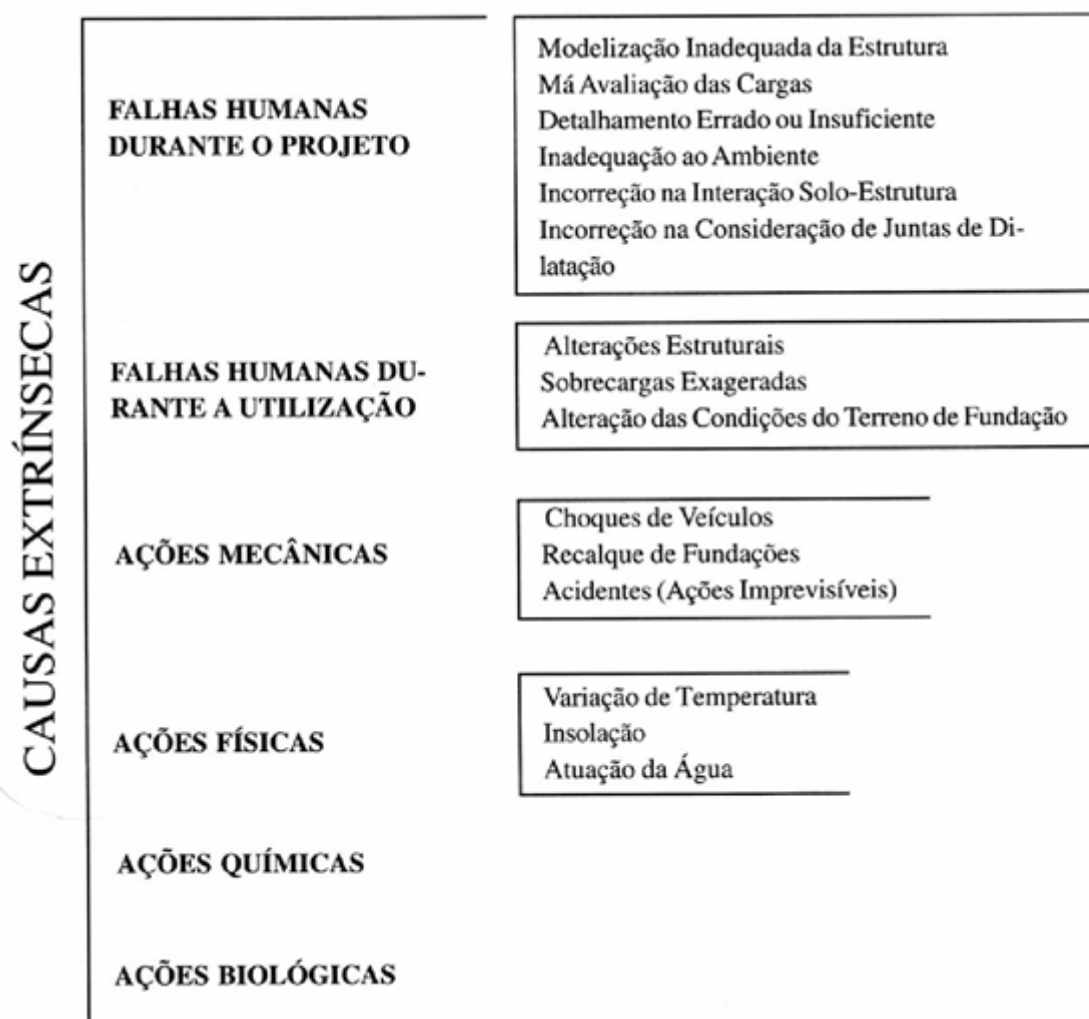 CAUSAS EXTRÍNSECAS
FALHAS HUMANAS
DURANTE O PROJETO
Modelização Inadequada da Estrutura
Má Avaliação das Cargas
Detalhamento Errado ou Insuficiente
Inadequação ao Ambiente
Incorreção na Interação Solo-Estrutura
Incorreção na Consideração de Juntas de Di-
latação
FALHAS HUMANAS DU-
RANTE A UTILIZAÇÃO
Alterações Estruturais
Sobrecargas Exageradas
Alteração das Condições do Terreno de Fundação
AÇÕES MECÂNICAS
Choques de Veículos
Recalque de Fundações
Acidentes (Ações Imprevisíveis)
AÇÕES FÍSICAS
Variação de Temperatura
Insolação
Atuação da Água
AÇÕES QUÍMICAS
AÇÕES BIOLÓGICAS